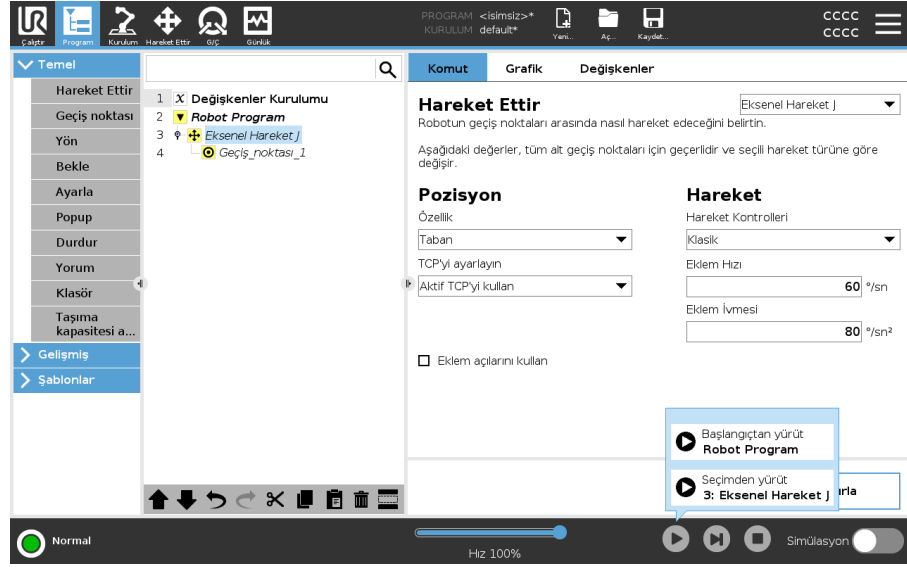 UR
PROGRAM <isimsiz>*
KURULUM default*
cccc
cccc
Çalıştır Program Kurulum Hareket Ettir G/Ç Günlük Yeni... Aç... Kaydet...
Temel
Hareket Ettir
Geçiş noktası
Yön
Bekle
Ayarla
Popup
Durdur
Yorum
Klasör
Taşıma
kapasitesi a...
Gelişmiş
Şablonlar
1 X Değişkenler Kurulumu
2 Robot Program
3 Eksenel Hareket J
4 Geçiş_noktası_1
Komut Grafik Değişkenler
Hareket Ettir
Eksenel Hareket J
Robotun geçiş noktaları arasında nasıl hareket edeceğini belirtin.
Aşağıdaki değerler, tüm alt geçiş noktaları için geçerlidir ve seçili hareket türüne göre
değişir.
Pozisyon
Özellik
Taban
TCP'yi ayarlayın
Aktif TCP'yi kullan
Eklem açılarını kullan
Hareket
Hareket Kontrolleri
Klasik
Eklem Hızı
60 °/sn
Eklem İvmesi
80 °/sn²
Başlangıçtan yürüt
Robot Program
Seçimden yürüt
3: Eksenel Hareket J
ırla
Normal
Hız 100%
Simülasyon